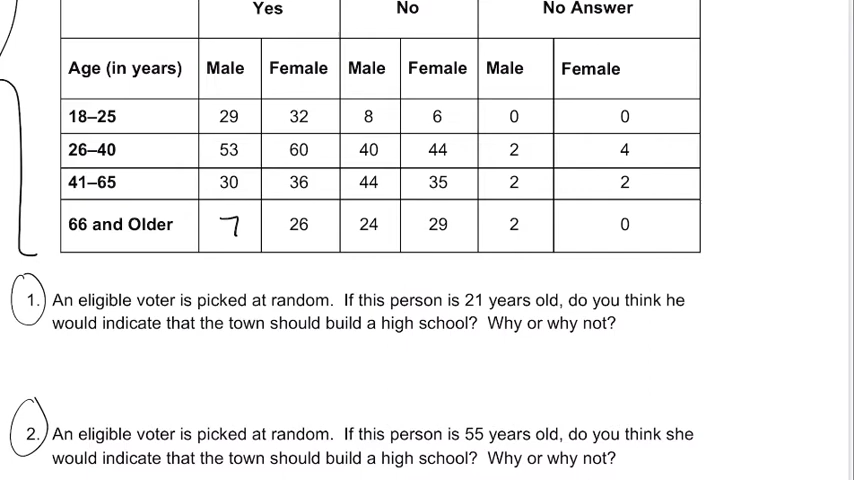 Yes No No Answer
Age (in years) Male Female Male Female Male Female
18–25 29 32 8 6 0 0
26–40 53 60 40 44 2 4
41–65 30 36 44 35 2 2
66 and Older 7 26 24 29 2 0
1. An eligible voter is picked at random. If this person is 21 years old, do you think he
would indicate that the town should build a high school? Why or why not?
2. An eligible voter is picked at random. If this person is 55 years old, do you think she
would indicate that the town should build a high school? Why or why not?